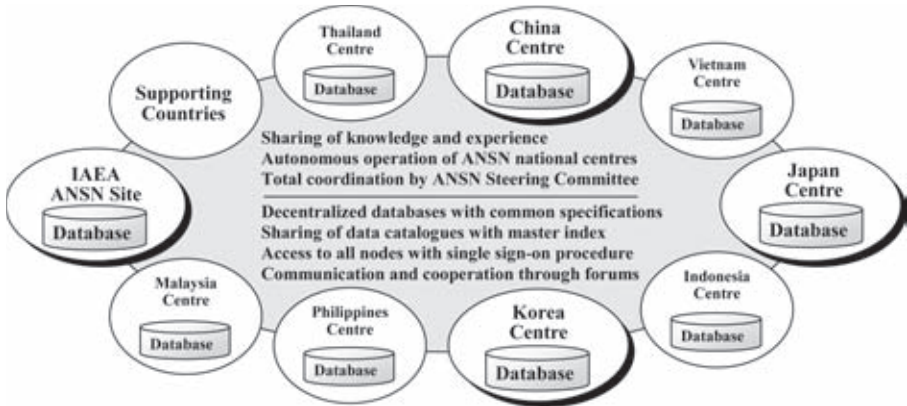 Thailand
Centre
Database
China
Centre
Database
Vietnam
Centre
Database
Supporting
Countries
IAEA
ANSN Site
Database
Sharing of knowledge and experience
Autonomous operation of ANSN national centres
Total coordination by ANSN Steering Committee
Decentralized databases with common specifications
Sharing of data catalogues with master index
Access to all nodes with single sign-on procedure
Communication and cooperation through forums
Japan
Centre
Database
Malaysia
Centre
Database
Philippines
Centre
Database
Korea
Centre
Database
Indonesia
Centre
Database